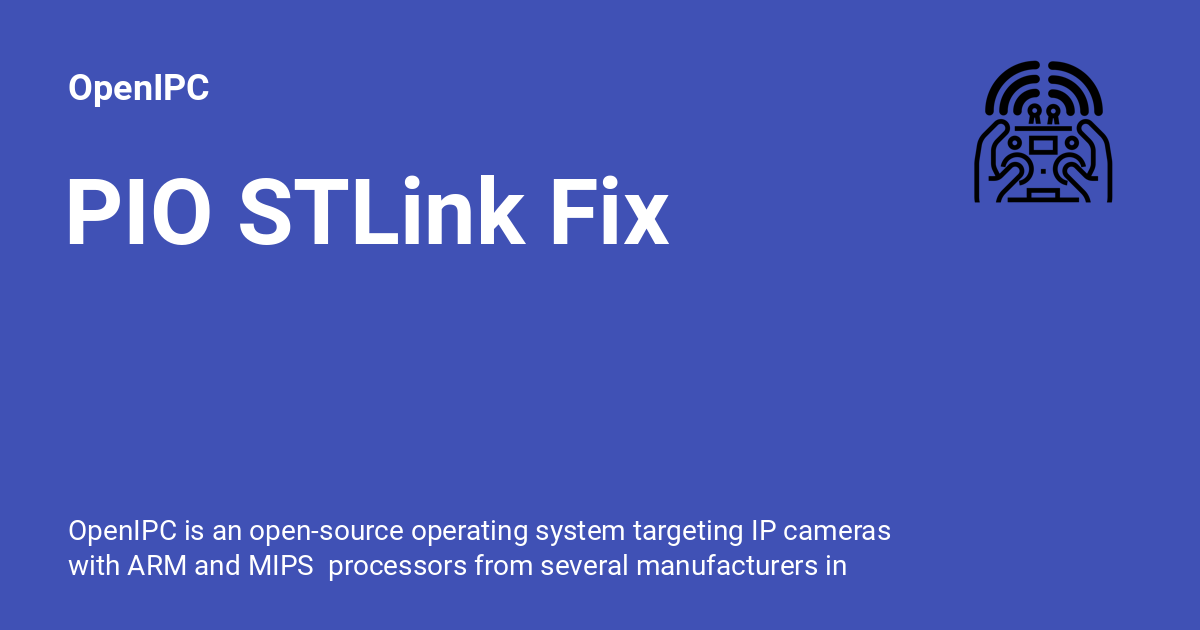 OpenIPC
PIO STLink Fix
OpenIPC is an open-source operating system targeting IP cameras
with ARM and MIPS  processors from several manufacturers in